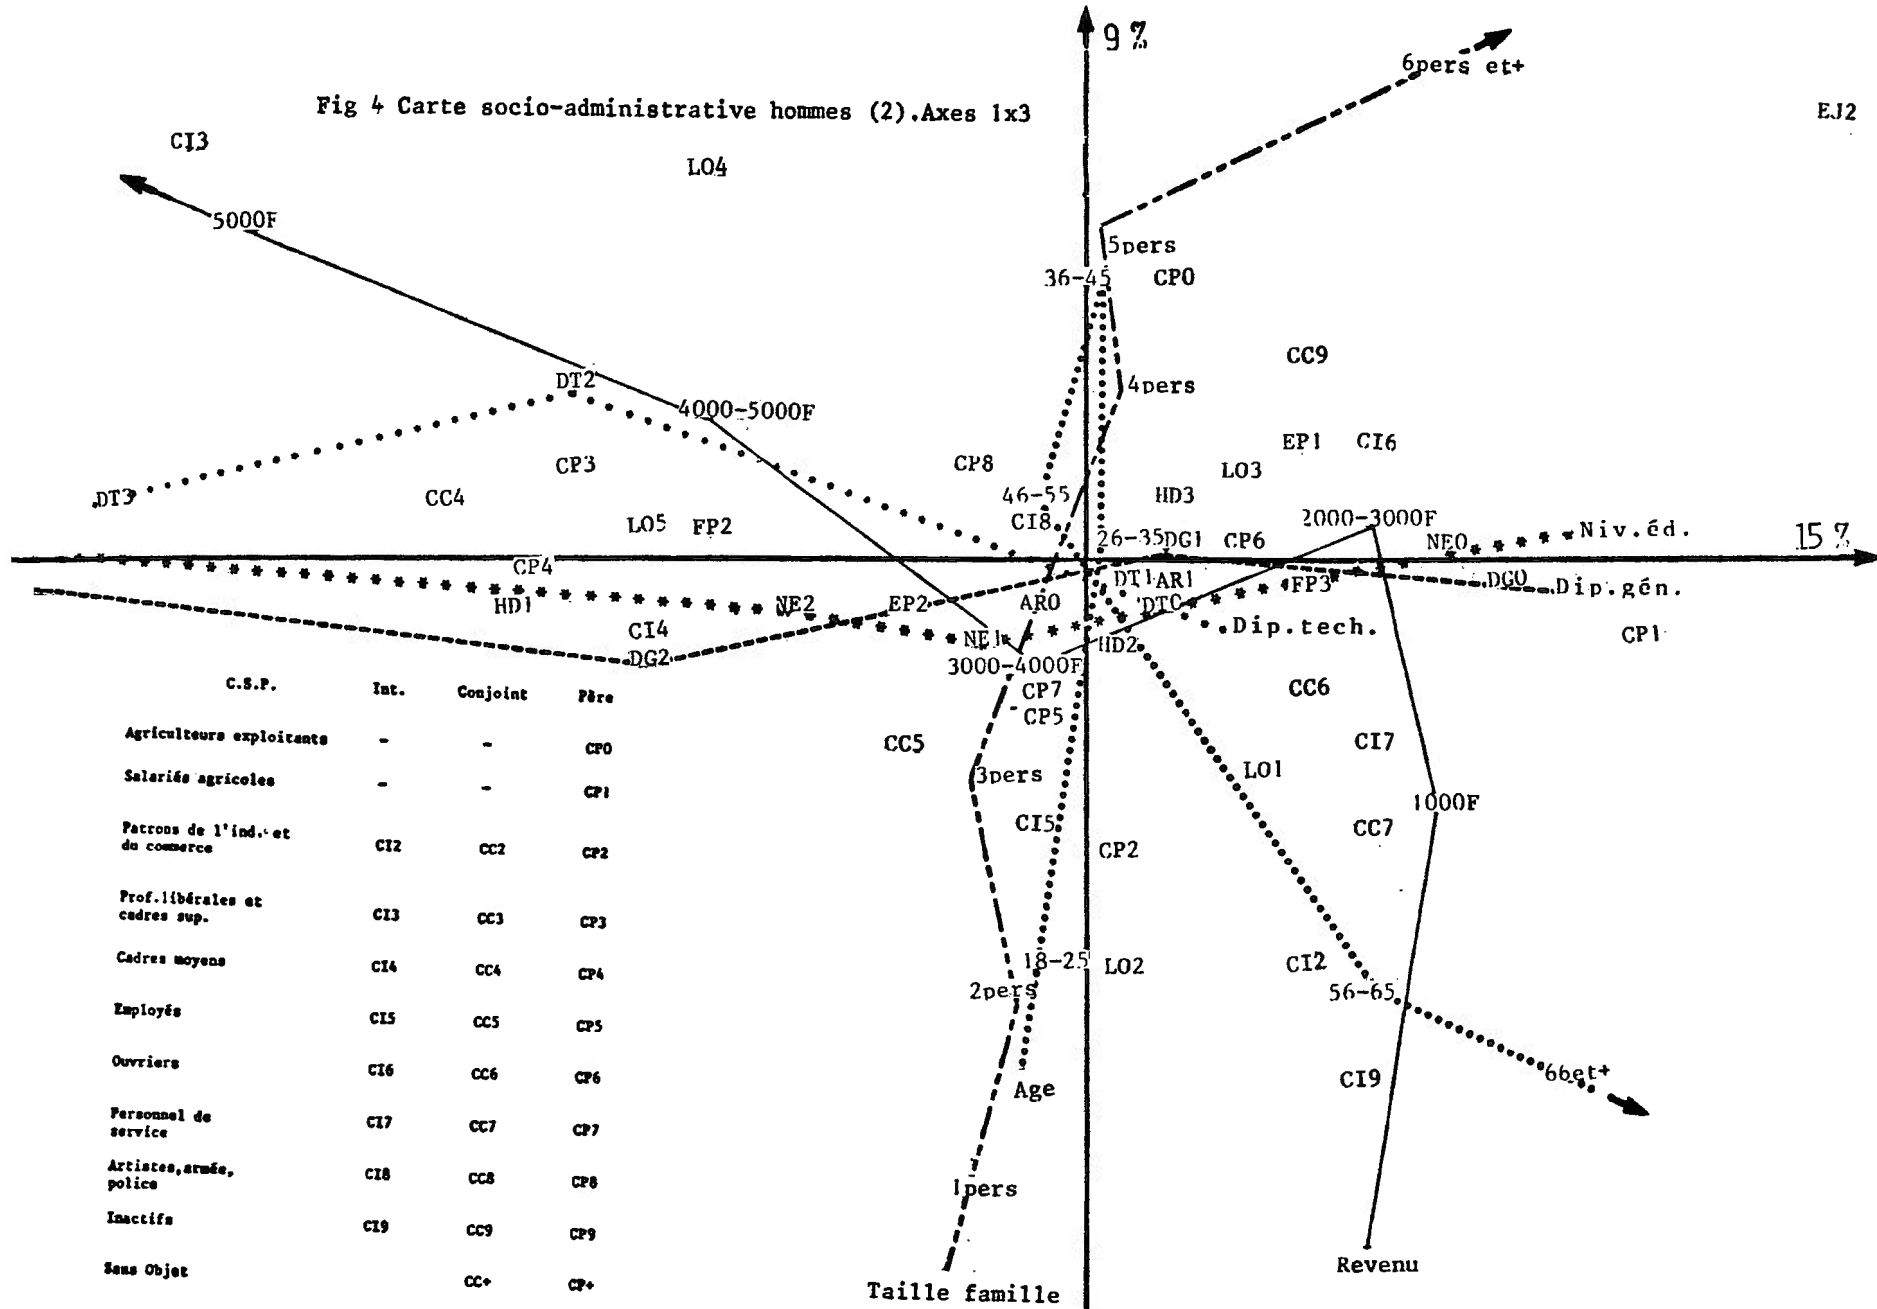 9 %
6pers et+
Fig 4 Carte socio-administrative hommes (2).Axes 1x3
EJ2
CI3
LO4
5000F
5pers
36-45
CP0
CC9
DT2
4pers
4000-5000F
EP1
CI6
CP3
CP8
LO3
DT3
CC4
46-55
HD3
LO5
FP2
CI8
2000-3000F
26-35
DG1
CP6
NE0
Niv.éd.
15 %
CP4
DT1
AR1
FP3
DG0
Dip.gén.
HD1
NE2
EP2
AR0
DTC
CI4
NE1
HD2
Dip.tech.
CP1
DG2
3000-4000F
CP7
CC6
CP5
CC5
CI7
3pers
LO1
1000F
CI5
CC7
CP2
18-25
LO2
CI2
2pers
56-65
66et+
CI9
Age
1pers
Revenu
Taille famille
C.S.P. Int. Conjoint Père
Agriculteurs exploitants - - CP0
Salariés agricoles - - CP1
Patrons de l'ind. et
du commerce CI2 CC2 CP2
Prof.libérales et
cadres sup. CI3 CC3 CP3
Cadres moyens CI4 CC4 CP4
Employés CI5 CC5 CP5
Ouvriers CI6 CC6 CP6
Personnel de
service CI7 CC7 CP7
Artistes,armée,
police CI8 CC8 CP8
Inactifs CI9 CC9 CP9
Sans Objet CC+ CP+